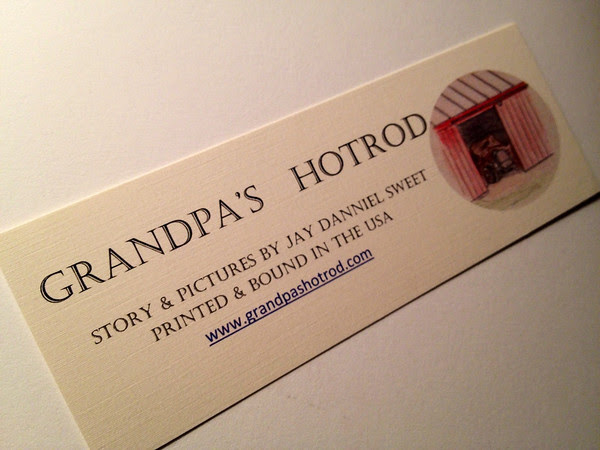 GRANDPA'S HOTROD
STORY & PICTURES BY JAY DANNIEL SWEET
PRINTED & BOUND IN THE USA
www.grandpashotrod.com